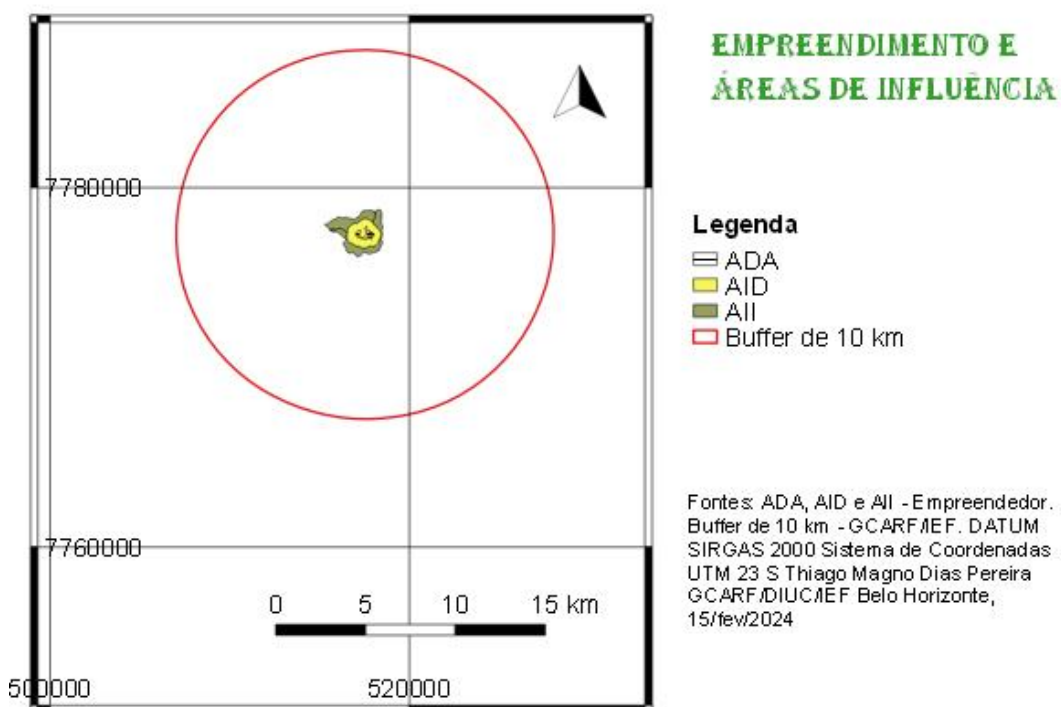 EMPREENDIMENTO E
ÁREAS DE INFLUÊNCIA
7780000
Legenda
ADA
AID
AII
Buffer de 10 km
Fontes: ADA, AID e AII - Empreendedor.
Buffer de 10 km - GCARF/IEF. DATUM
SIRGAS 2000 Sistema de Coordenadas
UTM 23 S Thiago Magno Dias Pereira
GCARF/DIUC/IEF Belo Horizonte,
15/fev/2024
7760000
0 5 10 15 km
500000 520000